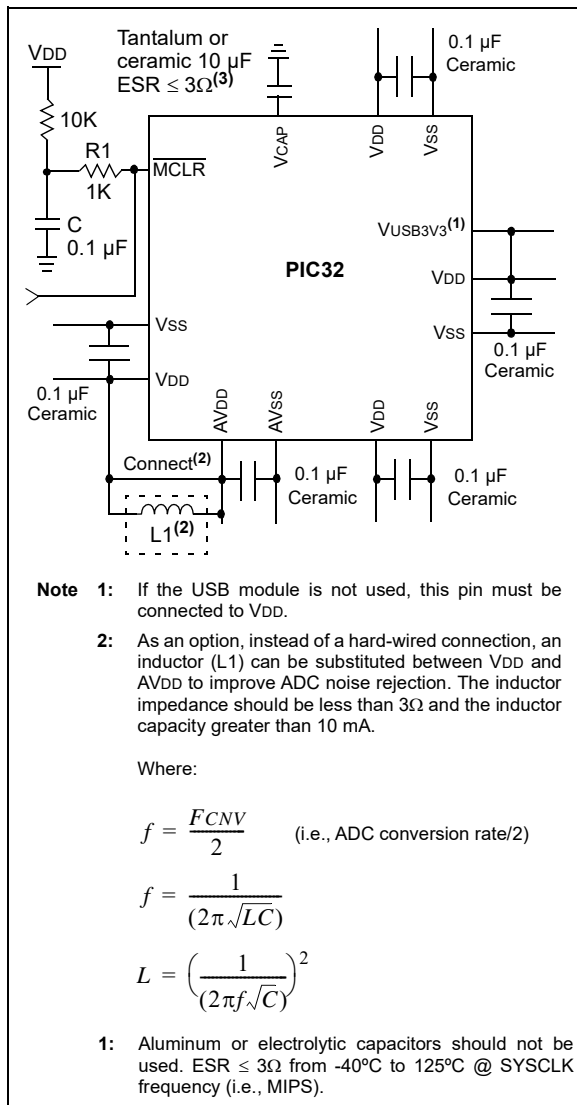 VDD
Tantalum or
ceramic 10 µF
ESR ≤ 3Ω(3)
0.1 µF
Ceramic
10K
R1
1K
MCLR
VCAP
VDD
VSS
C
0.1 µF
VUSB3V3(1)
PIC32
VDD
VSS
0.1 µF
Ceramic
VSS
VDD
0.1 µF
Ceramic
AVDD
AVSS
VDD
VSS
Connect(2)
0.1 µF
Ceramic
0.1 µF
Ceramic
L1(2)
Note 1: If the USB module is not used, this pin must be
connected to VDD.
2: As an option, instead of a hard-wired connection, an
inductor (L1) can be substituted between VDD and
AVDD to improve ADC noise rejection. The inductor
impedance should be less than 3Ω and the inductor
capacity greater than 10 mA.
Where:
f = FCNV / 2 (i.e., ADC conversion rate/2)
f = 1 / (2π√LC)
L = (1 / (2πf√C))²
1: Aluminum or electrolytic capacitors should not be
used. ESR ≤ 3Ω from -40ºC to 125ºC @ SYSCLK
frequency (i.e., MIPS).